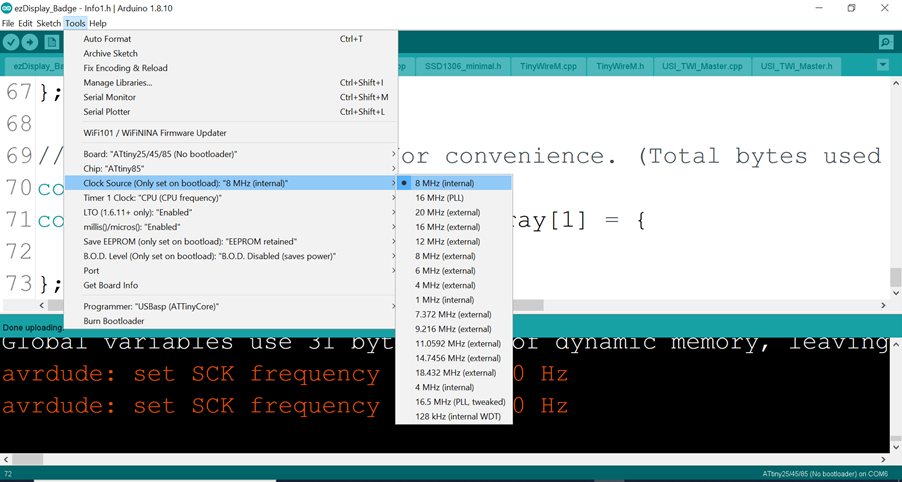 ezDisplay_Badge - Info1.h | Arduino 1.8.10
File Edit Sketch Tools Help
Auto Format Ctrl+T
Archive Sketch
Fix Encoding & Reload
Manage Libraries... Ctrl+Shift+I
Serial Monitor Ctrl+Shift+M
Serial Plotter Ctrl+Shift+L
WiFi101 / WiFiNINA Firmware Updater
Board: "ATtiny25/45/85 (No bootloader)"
Chip: "ATtiny85"
Clock Source (Only set on bootload): "8 MHz (internal)"
Timer 1 Clock: "CPU (CPU frequency)"
LTO (1.6.11+ only): "Enabled"
millis()/micros(): "Enabled"
Save EEPROM (only set on bootload): "EEPROM retained"
B.O.D. Level (Only set on bootload): "B.O.D. Disabled (saves power)"
Port
Get Board Info
Programmer: "USBasp (ATTinyCore)"
Burn Bootloader
8 MHz (internal)
16 MHz (PLL)
20 MHz (external)
16 MHz (external)
12 MHz (external)
8 MHz (external)
6 MHz (external)
4 MHz (external)
1 MHz (internal)
7.372 MHz (external)
9.216 MHz (external)
11.0592 MHz (external)
14.7456 MHz (external)
18.432 MHz (external)
4 MHz (internal)
16.5 MHz (PLL, tweaked)
128 kHz (internal WDT)
ezDisplay_Ba pp SSD1306_minimal.h TinyWireM.cpp TinyWireM.h USI_TWI_Master.cpp USI_TWI_Master.h
67 };
68
69 // or convenience. (Total bytes used
70 co
71 co ay[1] = {
72
73 };
Done uploading.
Global variables use 31 byt of dynamic memory, leaving
avrdude: set SCK frequency 0 Hz
avrdude: set SCK frequency 0 Hz
72 ATtiny25/45/85 (No bootloader) on COM6